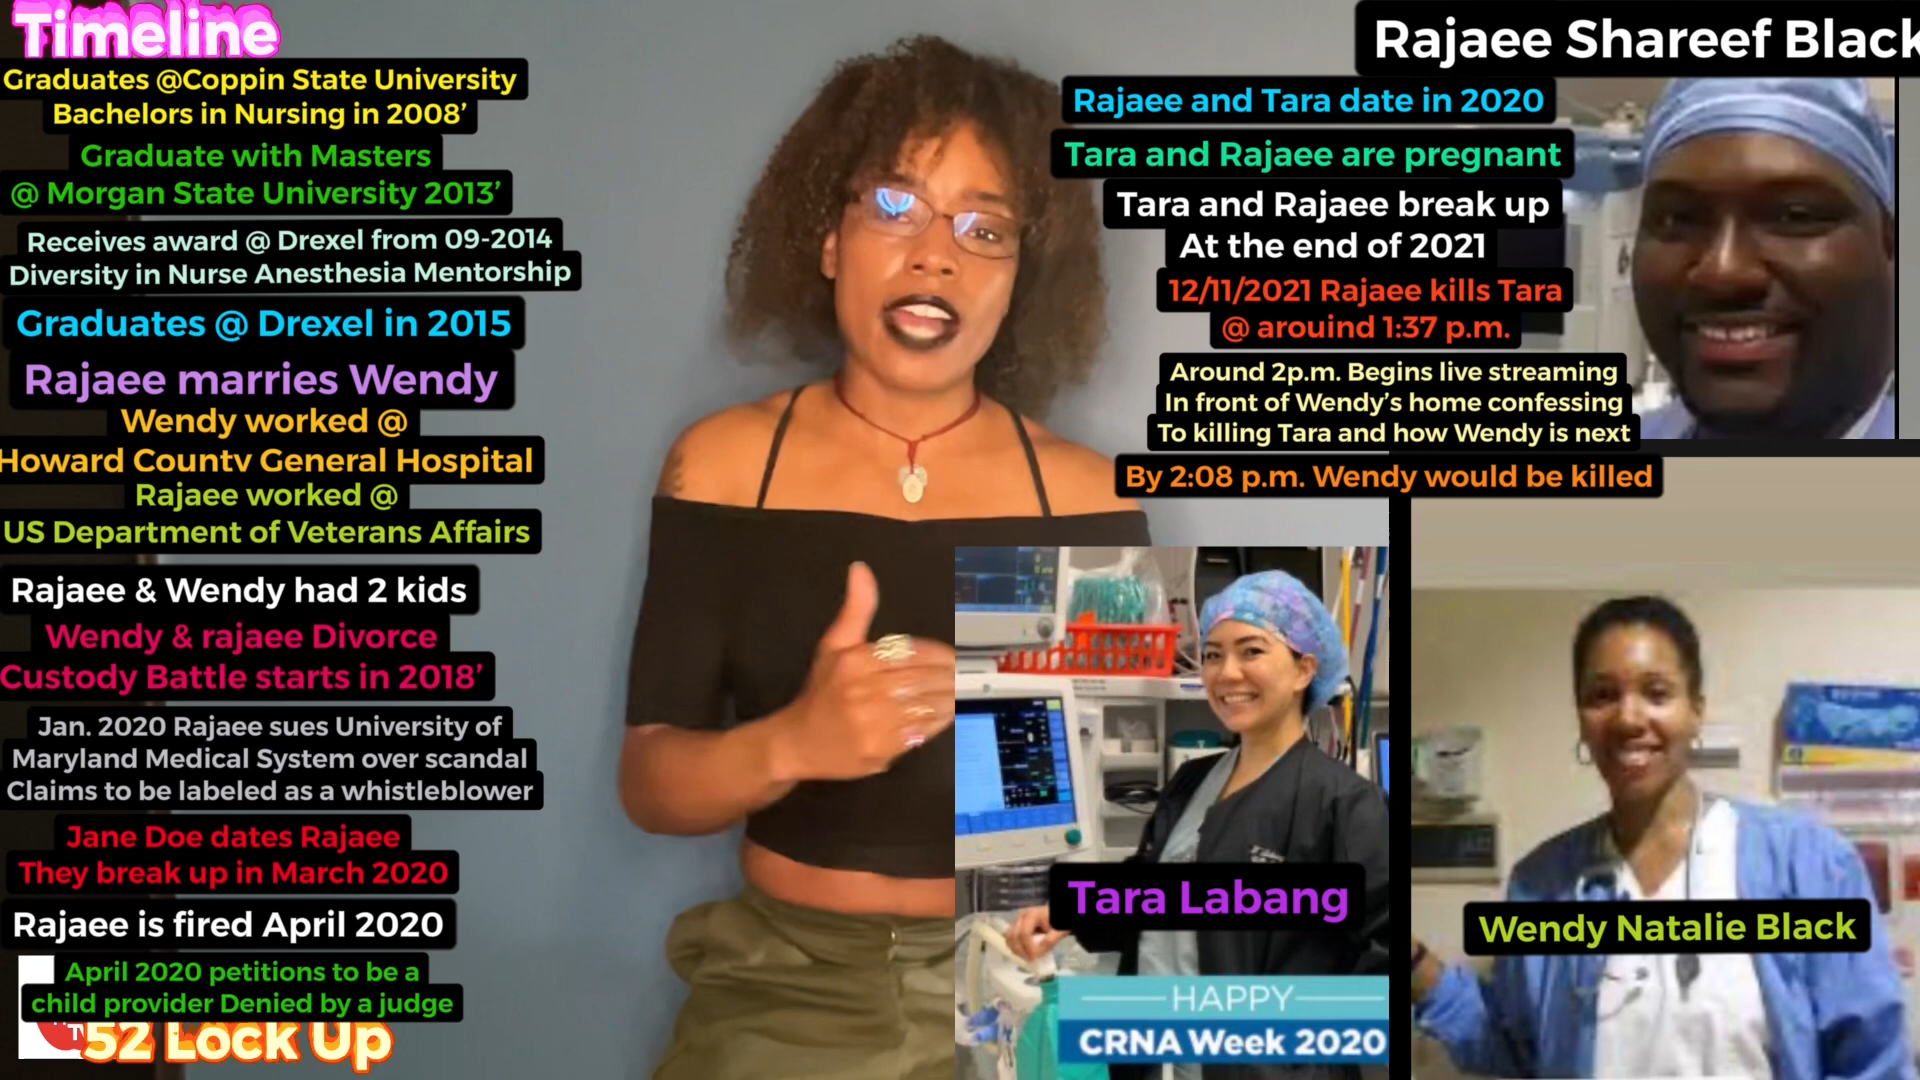 Timeline
Graduates @Coppin State University
Bachelors in Nursing in 2008’
Graduate with Masters
@ Morgan State University 2013’
Receives award @ Drexel from 09-2014
Diversity in Nurse Anesthesia Mentorship
Graduates @ Drexel in 2015
Rajaee marries Wendy
Wendy worked @
Howard County General Hospital
Rajaee worked @
US Department of Veterans Affairs
Rajaee & Wendy had 2 kids
Wendy & rajaee Divorce
Custody Battle starts in 2018’
Jan. 2020 Rajaee sues University of
Maryland Medical System over scandal
Claims to be labeled as a whistleblower
Jane Doe dates Rajaee
They break up in March 2020
Rajaee is fired April 2020
April 2020 petitions to be a
child provider Denied by a judge
52 Lock Up
Rajaee Shareef Black
Rajaee and Tara date in 2020
Tara and Rajaee are pregnant
Tara and Rajaee break up
At the end of 2021
12/11/2021 Rajaee kills Tara
@ arouind 1:37 p.m.
Around 2p.m. Begins live streaming
In front of Wendy’s home confessing
To killing Tara and how Wendy is next
By 2:08 p.m. Wendy would be killed
Tara Labang
HAPPY
CRNA Week 2020
Wendy Natalie Black